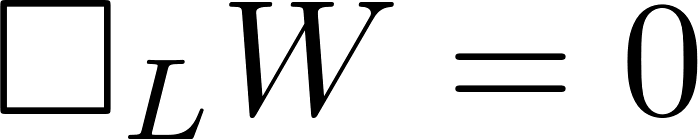 □_L W = 0